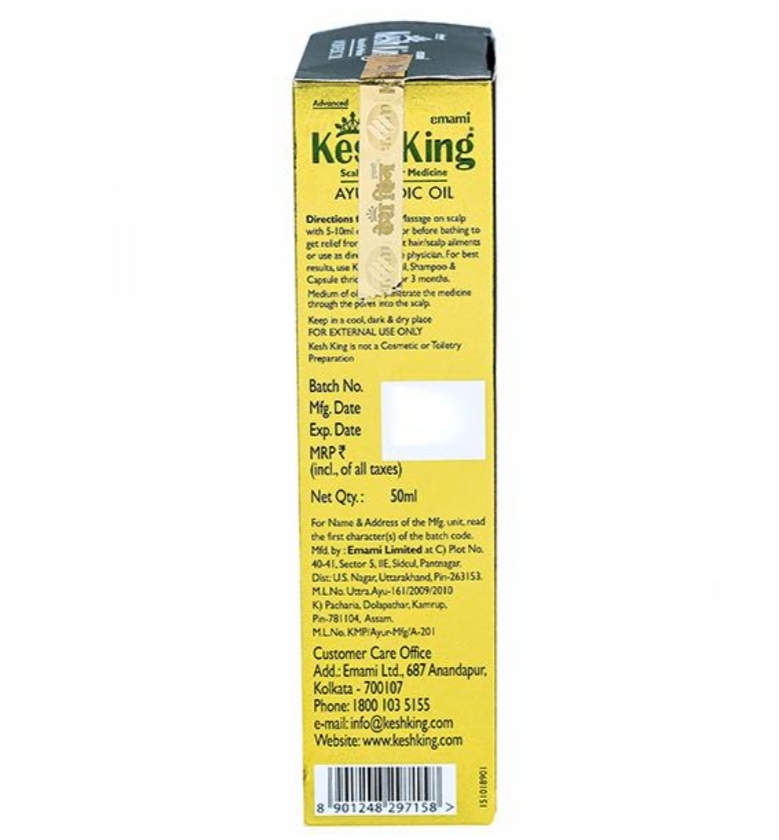 Advanced
emami
Kes King®
Scal r Medicine
AYU DIC OIL
Directions f Massage on scalp
with 5-10ml or before bathing to
get relief from t hair/scalp ailments
or use as dire physician. For best
results, use K l, Shampoo &
Capsule thric r 3 months.
Medium of oi penetrate the medicine
through the pores into the scalp.
Keep in a cool, dark & dry place
FOR EXTERNAL USE ONLY
Kesh King is not a Cosmetic or Toiletry
Preparation
Batch No.
Mfg. Date
Exp. Date
MRP ₹
(incl., of all taxes)
Net Qty.: 50ml
For Name & Address of the Mfg. unit, read
the first character(s) of the batch code.
Mfd. by : Emami Limited at C) Plot No.
40-41, Sector 5, IIE, Sidcul, Pantnagar.
Dist: U.S. Nagar, Uttarakhand, Pin-263153.
M.L.No. Uttra.Ayu-161/2009/2010
K) Pacharia, Dolapathar, Kamrup,
Pin-781104, Assam.
M.L.No. KMP/Ayur-Mfg/A-201
Customer Care Office
Add.: Emami Ltd., 687 Anandapur,
Kolkata - 700107
Phone: 1800 103 5155
e-mail: info@keshking.com
Website: www.keshking.com
8 901248 297158 >
151018901